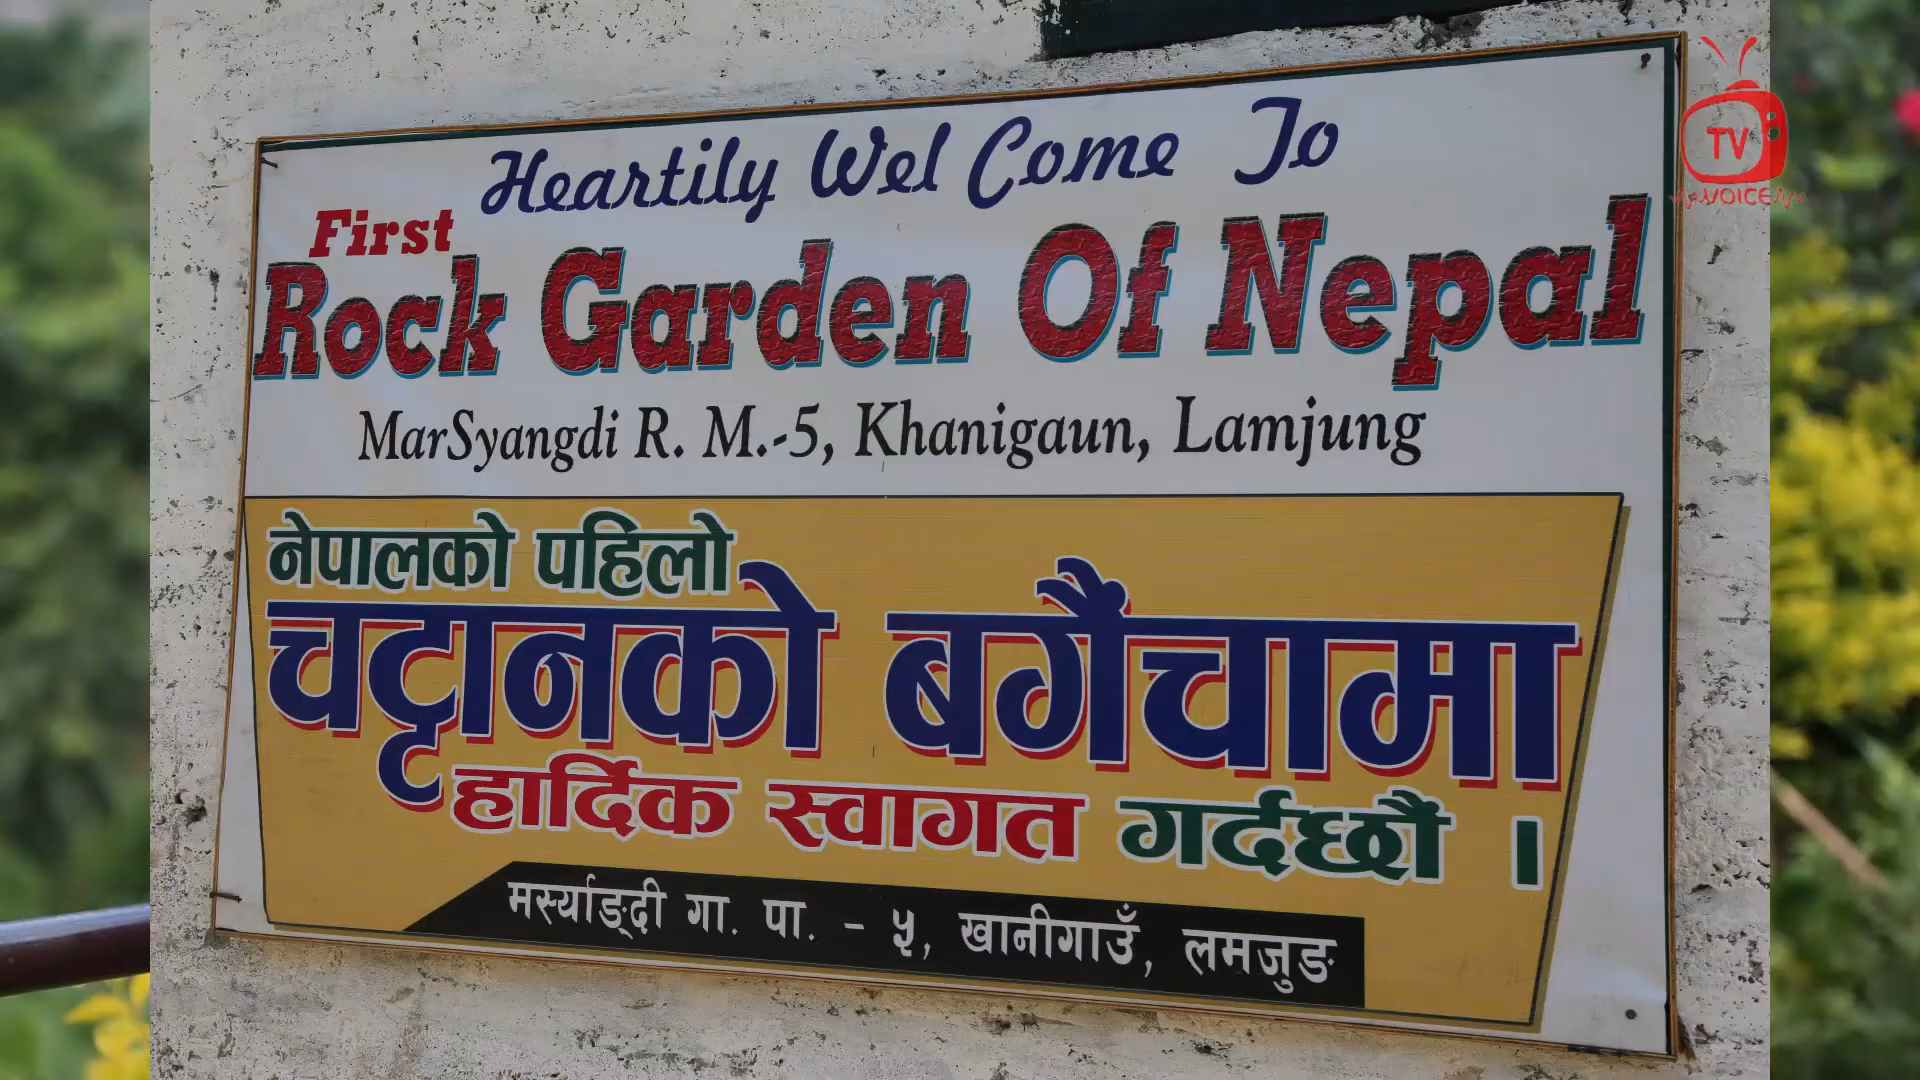 Heartily Wel Come To
First
Rock Garden Of Nepal
MarSyangdi R. M.-5, Khanigaun, Lamjung
नेपालको पहिलो
चट्टानको बगैंचामा
हार्दिक स्वागत गर्दछौं ।
मर्स्याङ्दी गा. पा. - ५, खानीगाउँ, लमजुङ
TV
VOICE